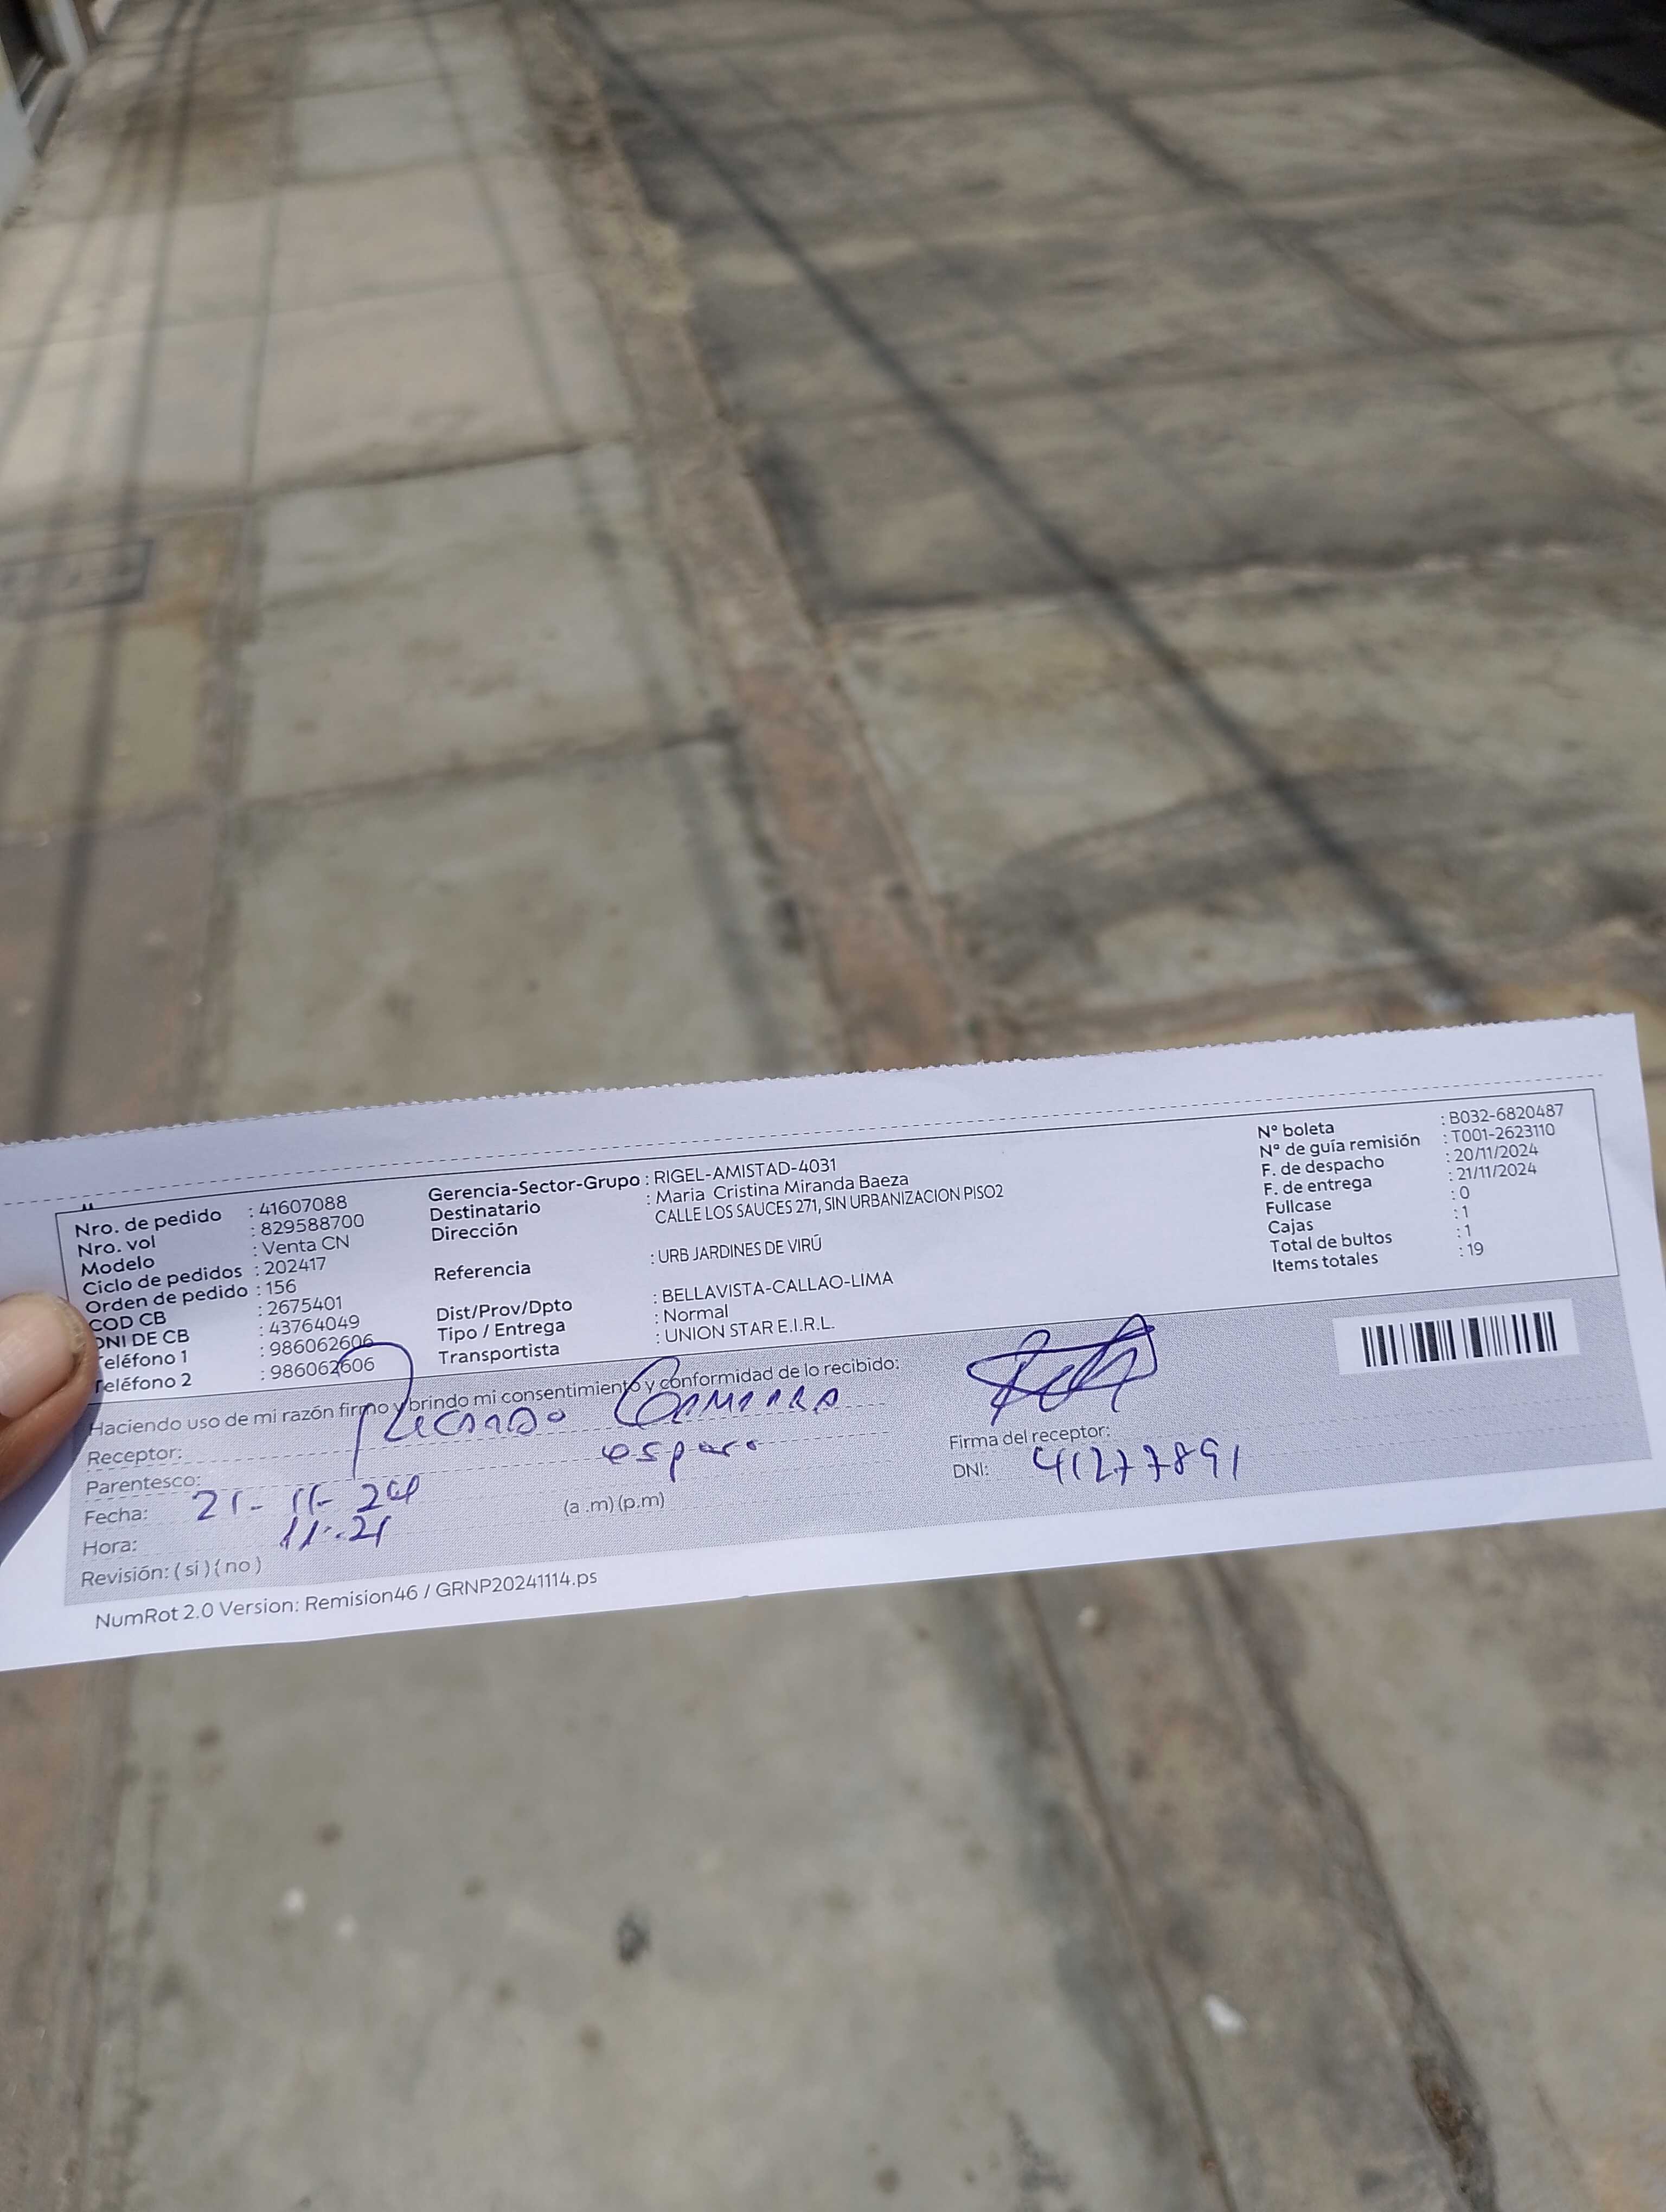 Nro. de pedido : 41607088
Nro. vol : 829588700
Modelo : Venta CN
Ciclo de pedidos : 202417
Orden de pedido : 156
COD CB : 2675401
DNI DE CB : 43764049
Teléfono 1 : 986062606
Teléfono 2 : 986062606
Gerencia-Sector-Grupo : RIGEL-AMISTAD-4031
Destinatario : Maria Cristina Miranda Baeza
Dirección CALLE LOS SAUCES 271, SIN URBANIZACION PISO2
Referencia : URB JARDINES DE VIRÚ
Dist/Prov/Dpto : BELLAVISTA-CALLAO-LIMA
Tipo / Entrega : Normal
Transportista : UNION STAR E.I.R.L.
N° boleta : B032-6820487
N° de guía remisión : T001-2623110
F. de despacho : 20/11/2024
F. de entrega : 21/11/2024
Fullcase : 0
Cajas : 1
Total de bultos : 1
Items totales : 19
Haciendo uso de mi razón firmo y brindo mi consentimiento y conformidad de lo recibido:
Receptor: Ricardo Gamarra
Parentesco: esposo
Fecha: 21-11-24
Hora: 11:21 (a .m) (p.m)
Revisión: ( si ) ( no )
Firma del receptor:
DNI: 41277891
NumRot 2.0 Version: Remision46 / GRNP20241114.ps